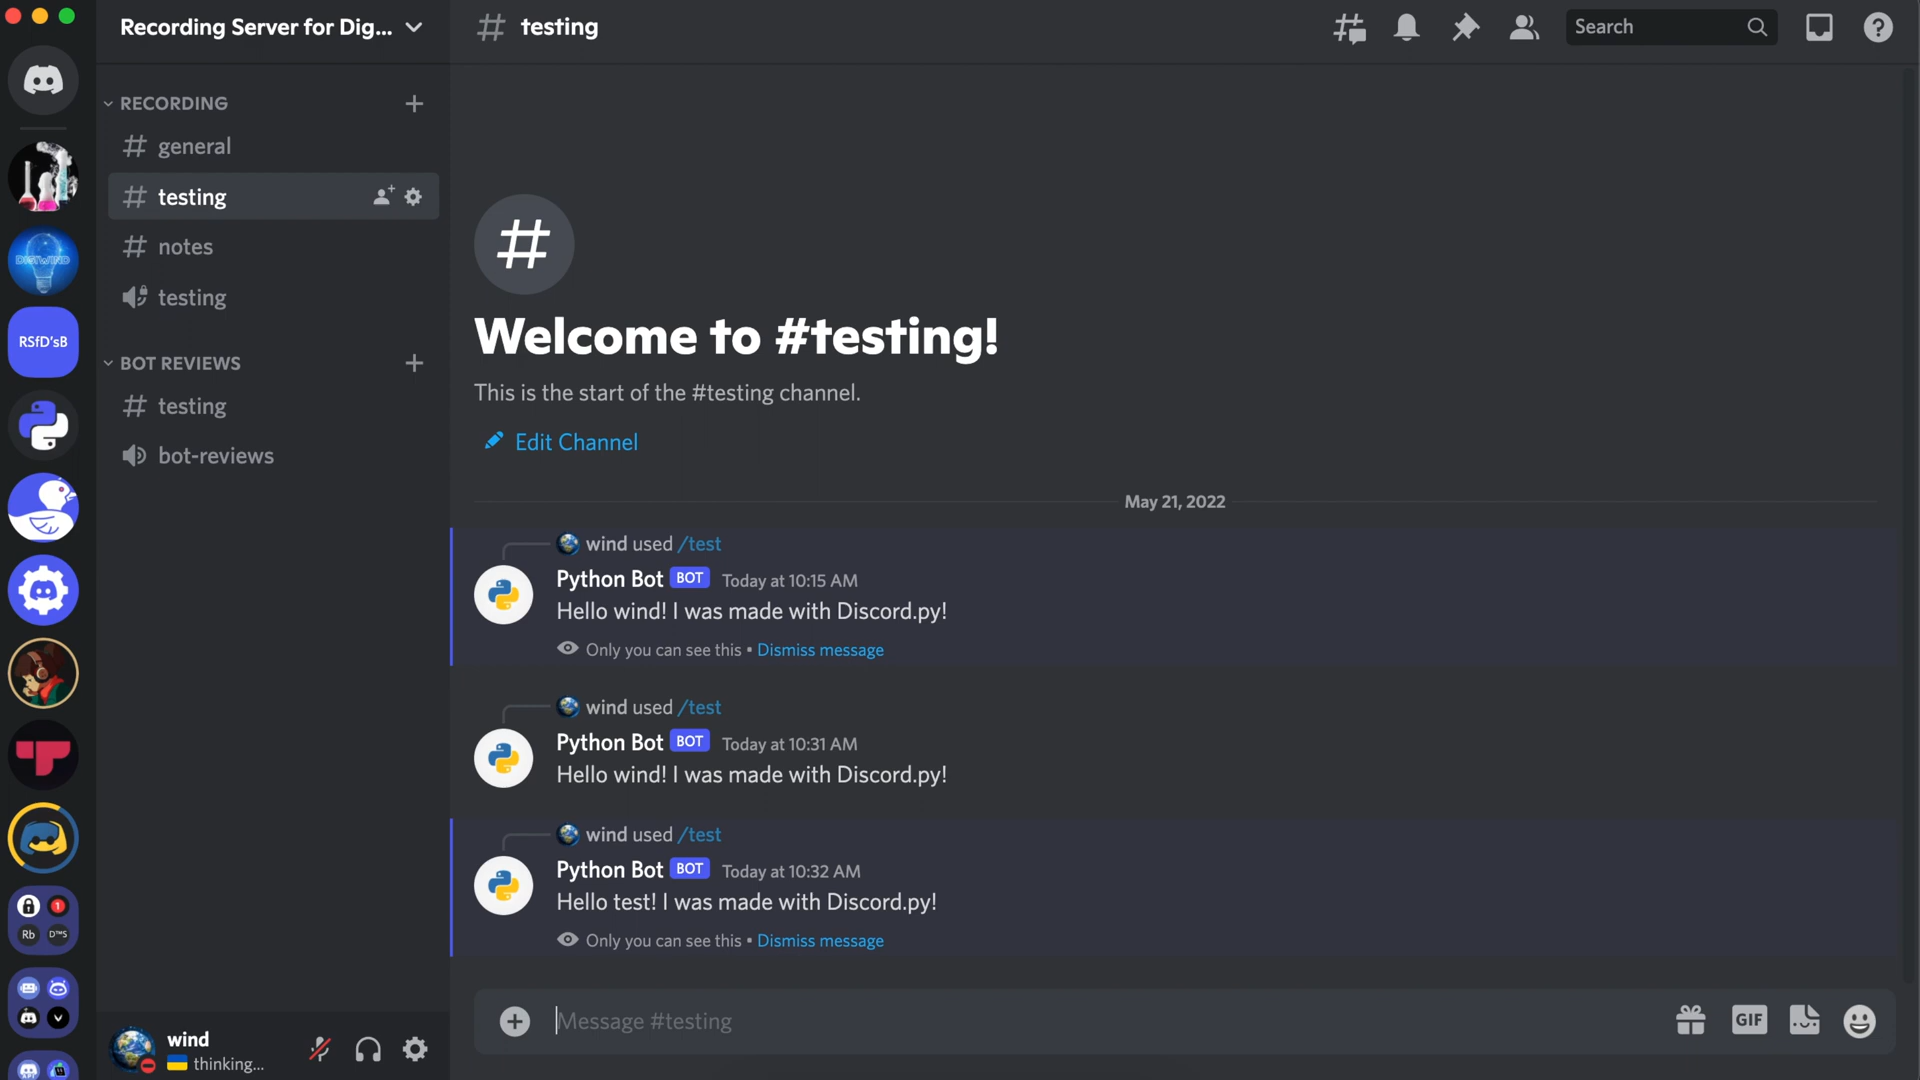 Recording Server for Dig...
testing
Search
RECORDING
general
testing
notes
testing
RSfD'sB
BOT REVIEWS
testing
bot-reviews
Welcome to #testing!
This is the start of the #testing channel.
Edit Channel
May 21, 2022
wind used /test
Python Bot BOT Today at 10:15 AM
Hello wind! I was made with Discord.py!
Only you can see this • Dismiss message
wind used /test
Python Bot BOT Today at 10:31 AM
Hello wind! I was made with Discord.py!
wind used /test
Python Bot BOT Today at 10:32 AM
Hello test! I was made with Discord.py!
Only you can see this • Dismiss message
1
Rb D™S
Message #testing
GIF
wind
thinking...